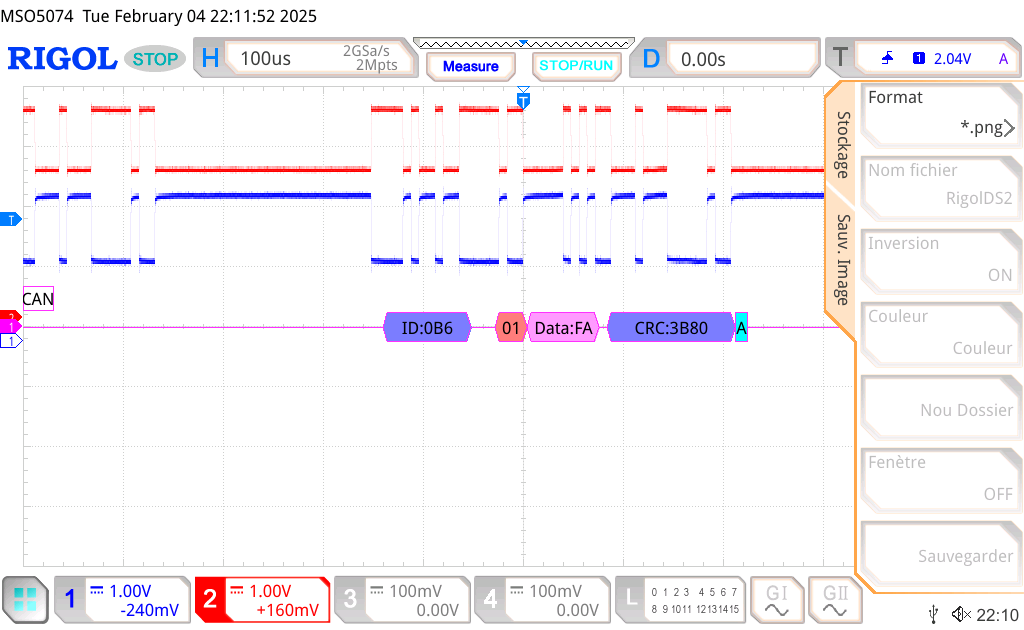 MSO5074 Tue February 04 22:11:52 2025
RIGOL STOP H 100us 2GSa/s 2Mpts Measure STOP/RUN D 0.00s T 1 2.04V A
T
Format
*.png
Stockage
Nom fichier
RigolDS2
T
Sauv. Image
Inversion
ON
CAN
Couleur
Couleur
2
1
1
ID:0B6 01 Data:FA CRC:3B80 A
Nou Dossier
Fenètre
OFF
Sauvegarder
1 1.00V -240mV 2 1.00V +160mV 3 100mV 0.00V 4 100mV 0.00V L 0 1 2 3 4 5 6 7 8 9 10 11 12 13 14 15 GI GII
22:10